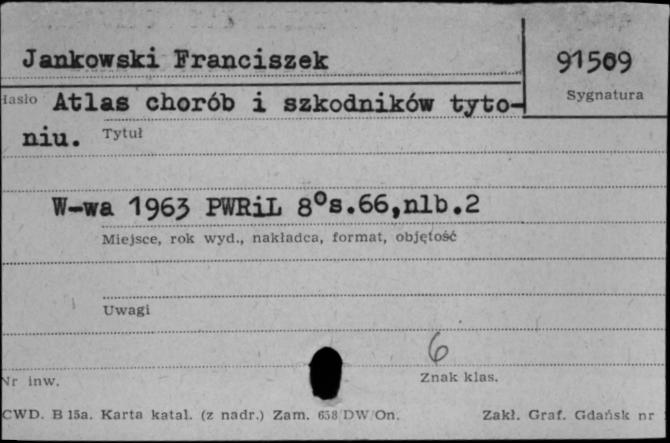 Jankowski Franciszek
91509
Hasło Atlas chorób i szkodników tyto-
Sygnatura
niu. Tytuł
W-wa 1963 PWRiL 8°s.66,nlb.2
Miejsce, rok wyd., nakładca, format, objętość
Uwagi
6
Nr inw.
Znak klas.
CWD. B 15a. Karta katal. (z nadr.) Zam. 658 DW/On. Zakł. Graf. Gdańsk nr